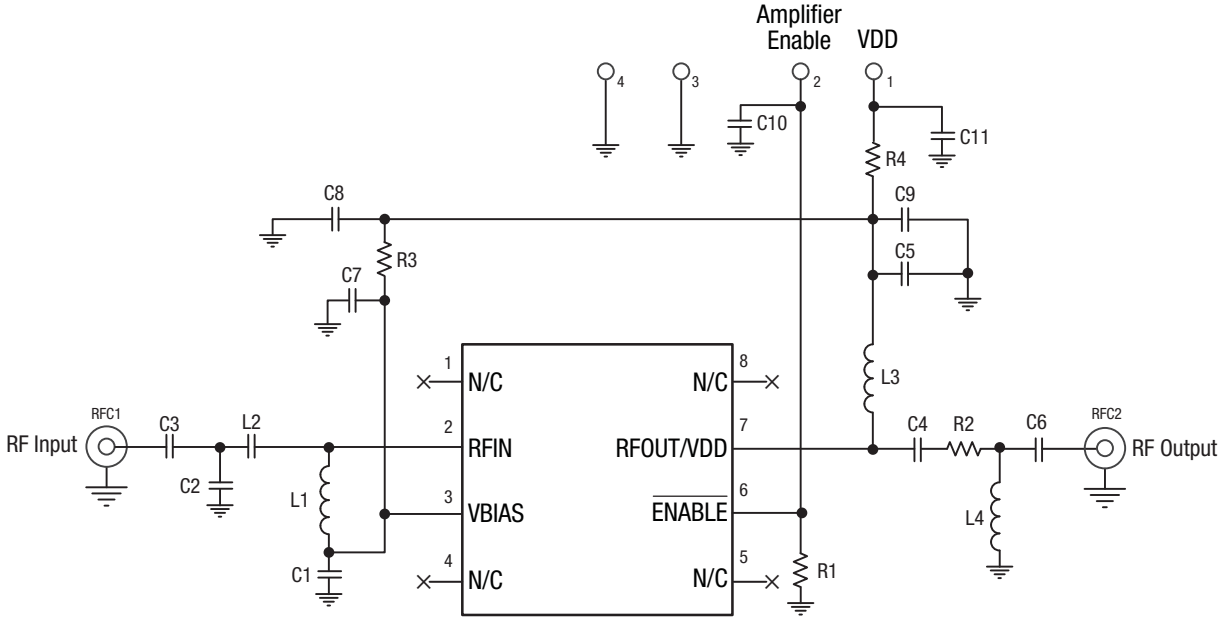 Amplifier
Enable
VDD
4
3
2
1
C10
C11
R4
C8
C9
R3
C5
C7
1
N/C
8
N/C
L3
RFC1
RF Input
C3
L2
2
RFIN
7
RFOUT/VDD
C4
R2
C6
RFC2
RF Output
C2
L1
3
VBIAS
6
ENABLE
L4
C1
4
N/C
5
N/C
R1